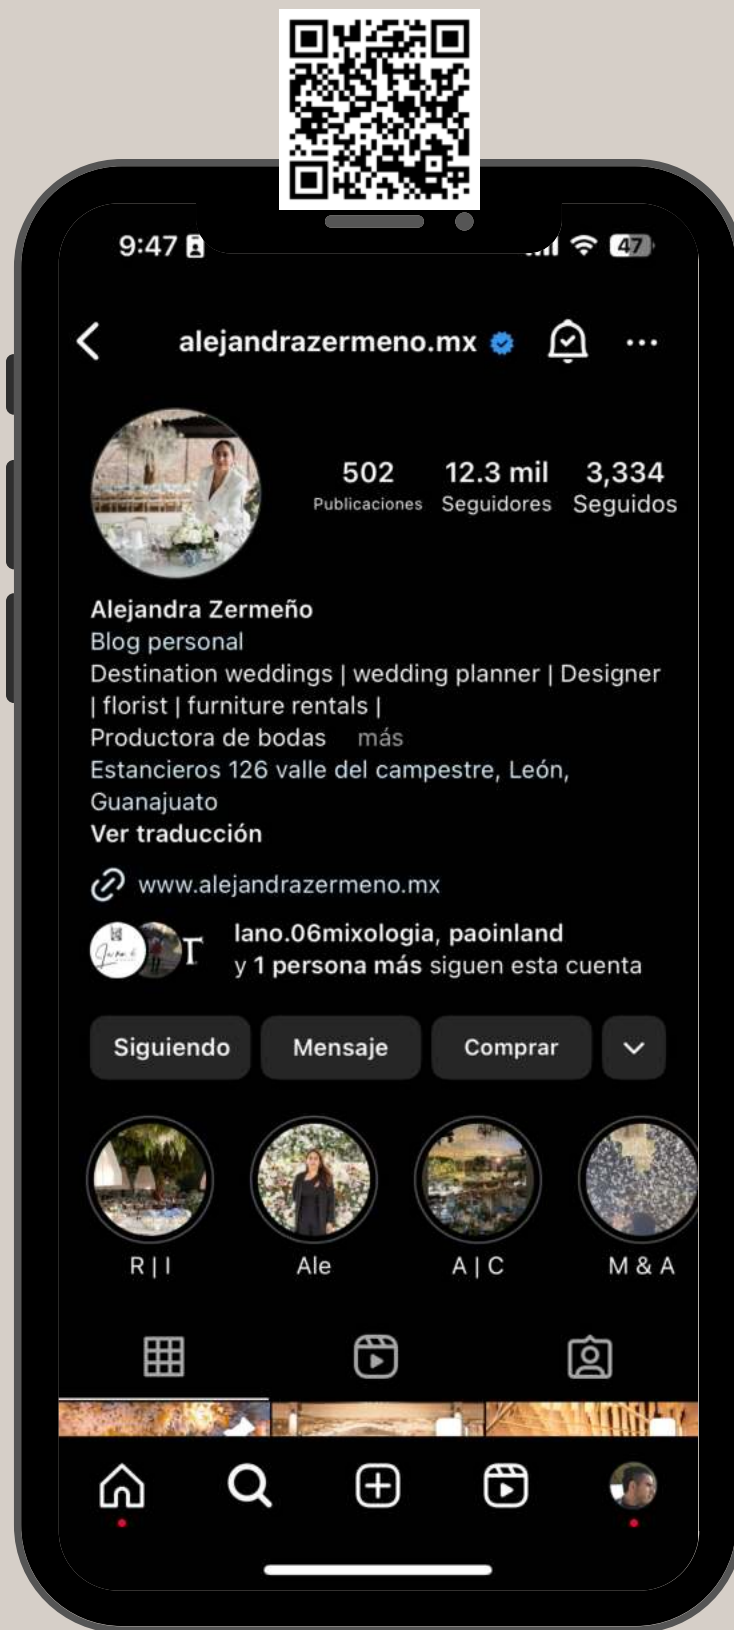 9:47
47
alejandrazermeno.mx
502 12.3 mil 3,334
Publicaciones Seguidores Seguidos
Alejandra Zermeño
Blog personal
Destination weddings | wedding planner | Designer
| florist | furniture rentals |
Productora de bodas más
Estancieros 126 valle del campestre, León,
Guanajuato
Ver traducción
www.alejandrazermeno.mx
lano.06mixologia, paoinland
y 1 persona más siguen esta cuenta
Siguiendo Mensaje Comprar
R | I Ale A | C M & A